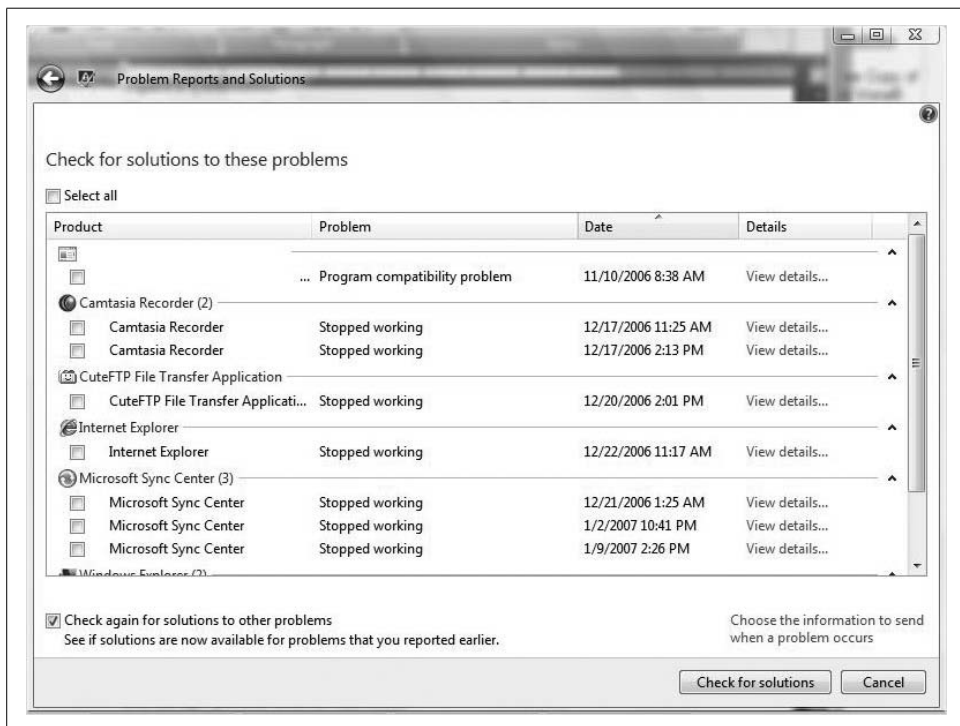 Problem Reports and Solutions
Check for solutions to these problems
Select all
Product Problem Date Details
... Program compatibility problem 11/10/2006 8:38 AM View details...
Camtasia Recorder (2)
Camtasia Recorder Stopped working 12/17/2006 11:25 AM View details...
Camtasia Recorder Stopped working 12/17/2006 2:13 PM View details...
CuteFTP File Transfer Application
CuteFTP File Transfer Applicati... Stopped working 12/20/2006 2:01 PM View details...
Internet Explorer
Internet Explorer Stopped working 12/22/2006 11:17 AM View details...
Microsoft Sync Center (3)
Microsoft Sync Center Stopped working 12/21/2006 1:25 AM View details...
Microsoft Sync Center Stopped working 1/2/2007 10:41 PM View details...
Microsoft Sync Center Stopped working 1/9/2007 2:26 PM View details...
Windows Explorer (2)
Check again for solutions to other problems
See if solutions are now available for problems that you reported earlier.
Choose the information to send
when a problem occurs
Check for solutions Cancel